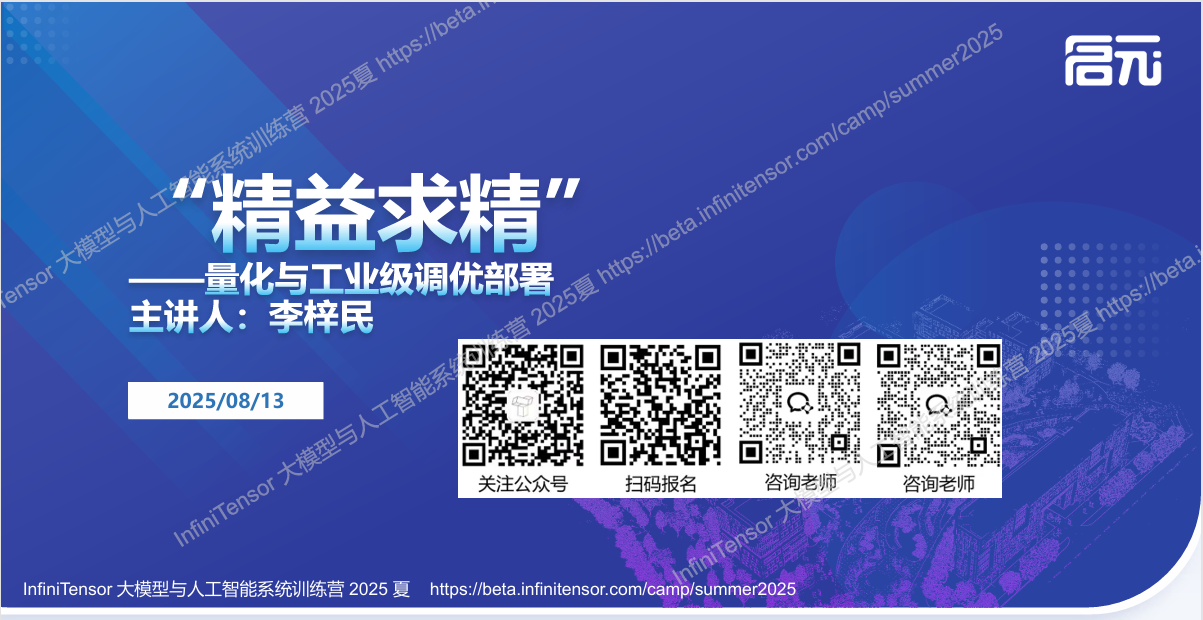 启元
“精益求精”
——量化与工业级调优部署
主讲人：李梓民
2025/08/13
关注公众号
扫码报名
咨询老师
咨询老师
InfiniTensor 大模型与人工智能系统训练营 2025 夏 https://beta.infinitensor.com/camp/summer2025
InfiniTensor 大模型与人工智能系统训练营 2025夏 https://beta.infinitensor.com/camp/summer2025